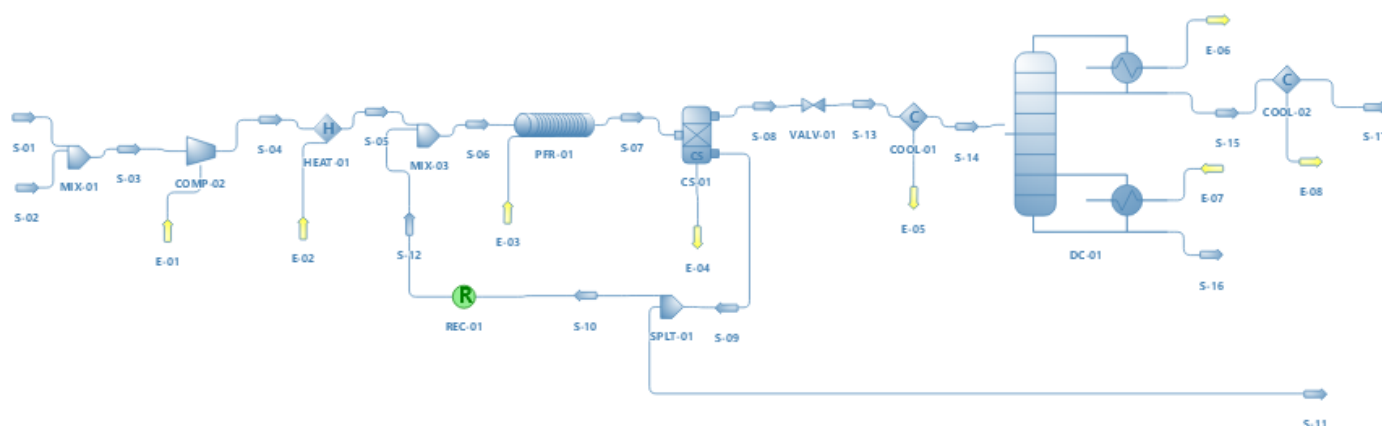 E-06
S-01
S-02
MIX-01
S-03
COMP-02
E-01
S-04
H
HEAT-01
E-02
S-05
MIX-03
S-12
S-06
PFR-01
E-03
S-07
CS
CS-01
E-04
S-08
VALV-01
S-13
C
COOL-01
E-05
S-14
DC-01
E-07
S-15
S-16
C
COOL-02
E-08
R
REC-01
S-10
SPLT-01
S-09
S-11